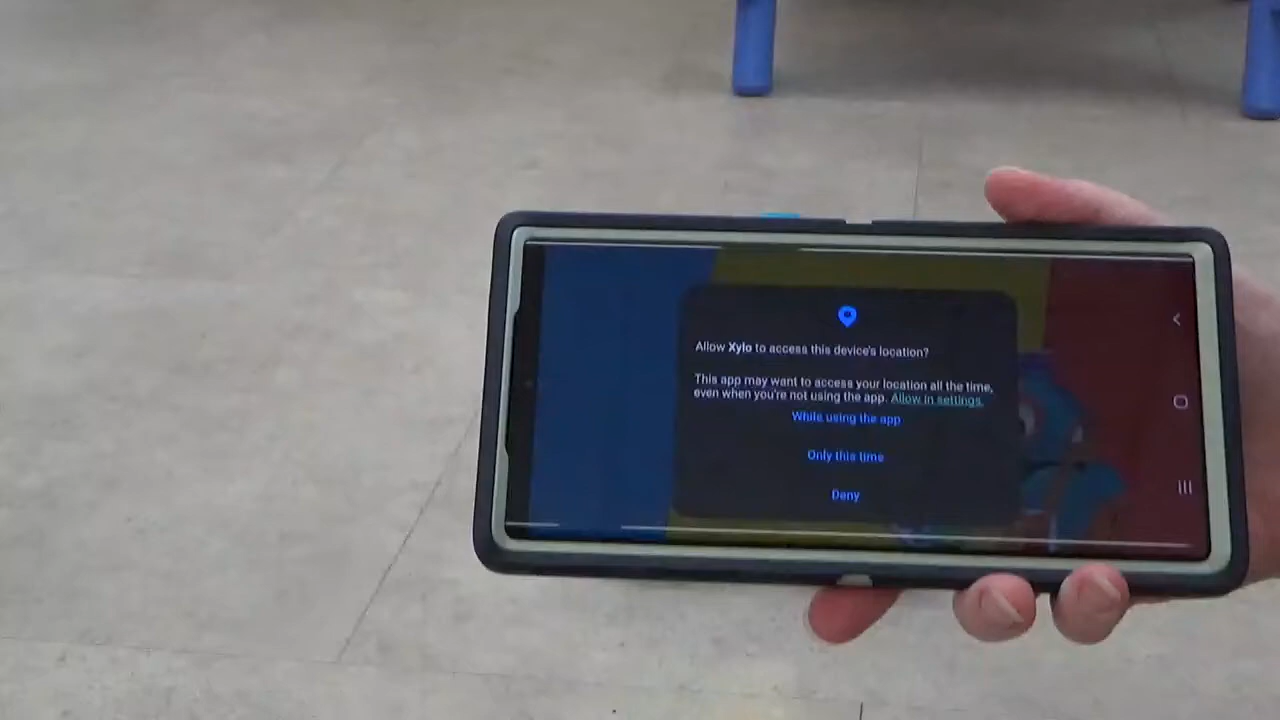 Allow Xylo to access this device's location?
This app may want to access your location all the time,
even when you're not using the app. Allow in settings.
While using the app
Only this time
Deny